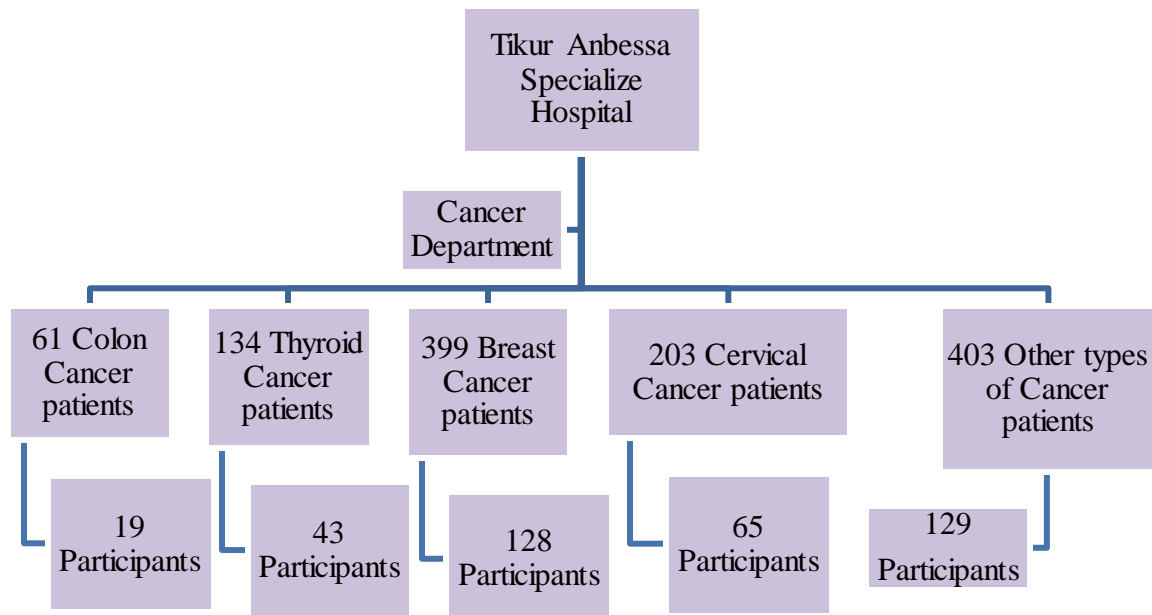 Tikur Anbessa
Specialize
Hospital
Cancer
Department
61 Colon
Cancer
patients
134 Thyroid
Cancer
patients
399 Breast
Cancer
patients
203 Cervical
Cancer patients
403 Other types
of Cancer
patients
19
Participants
43
Participants
128
Participants
65
Participants
129
Participants